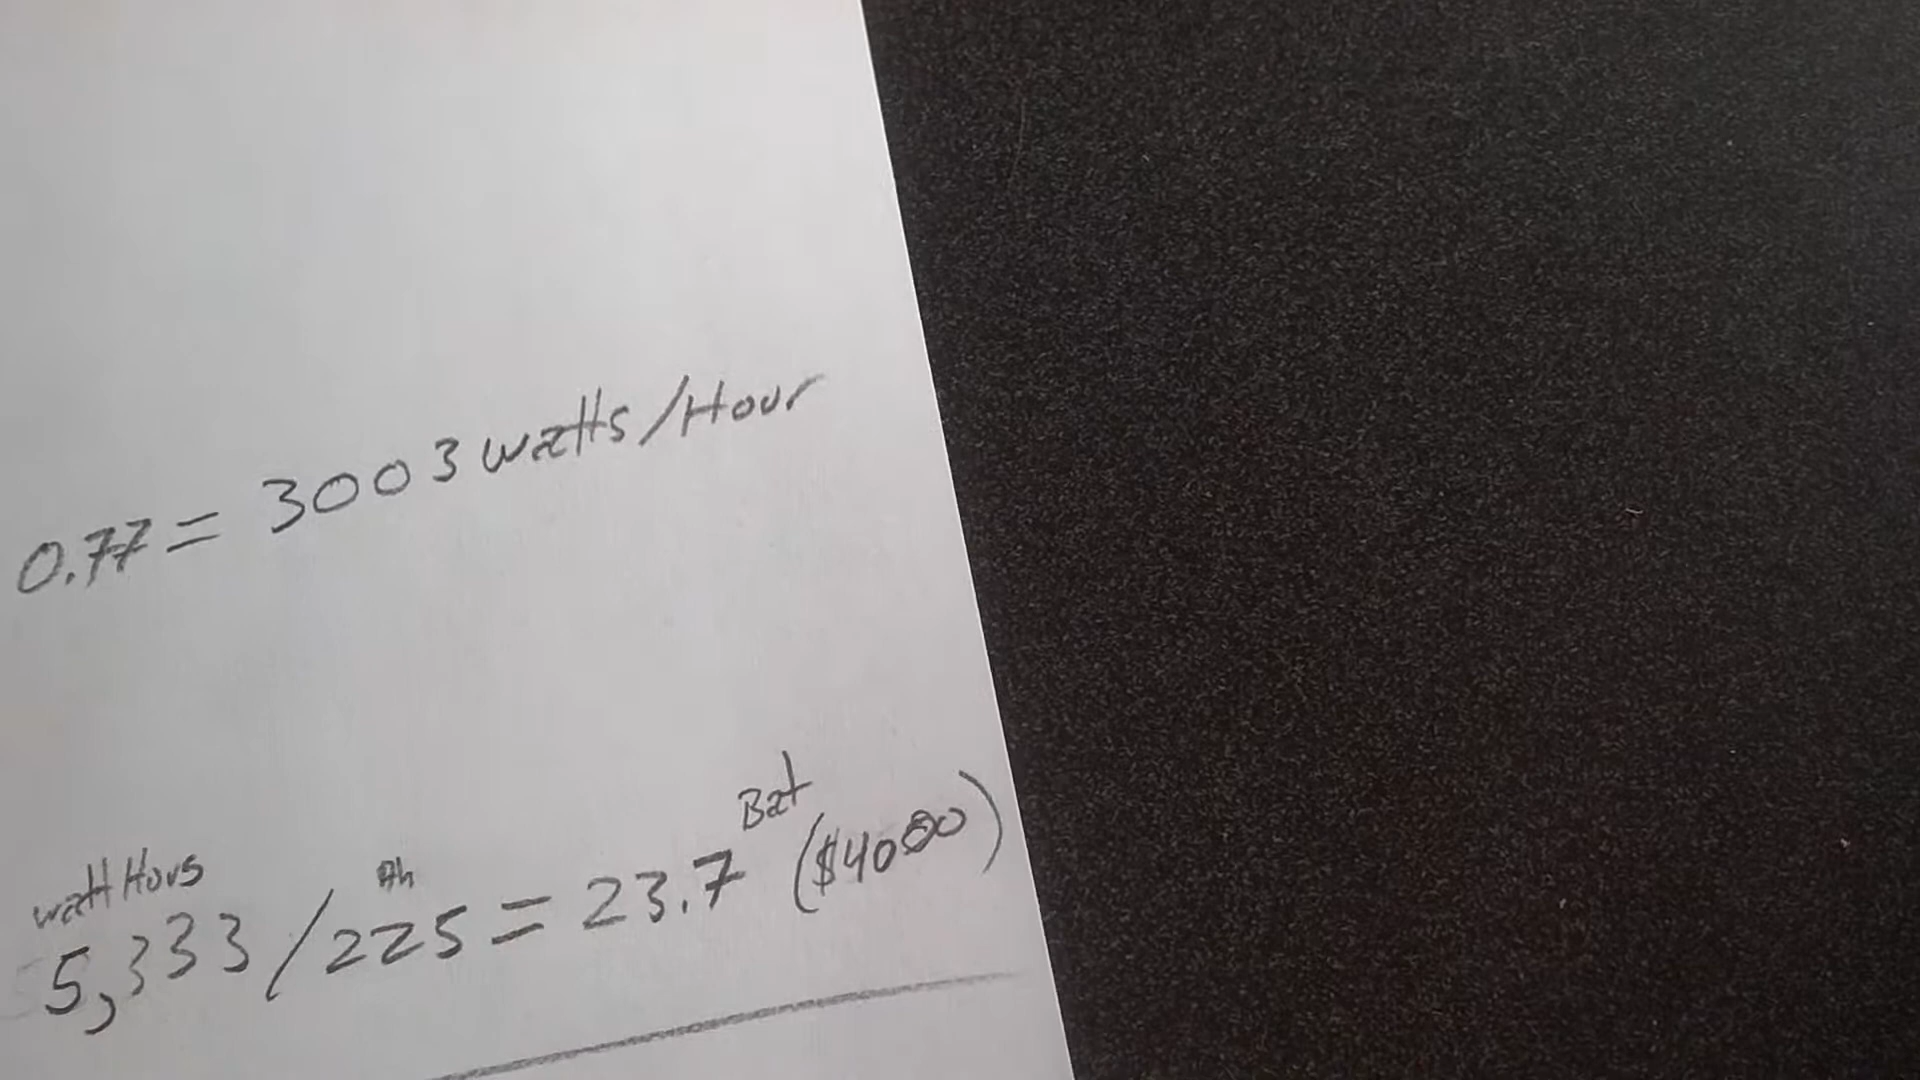 0.77 = 3003 watts/Hour
Bat
watt Hours Ah
5,333 / 225 = 23.7 ($4000)